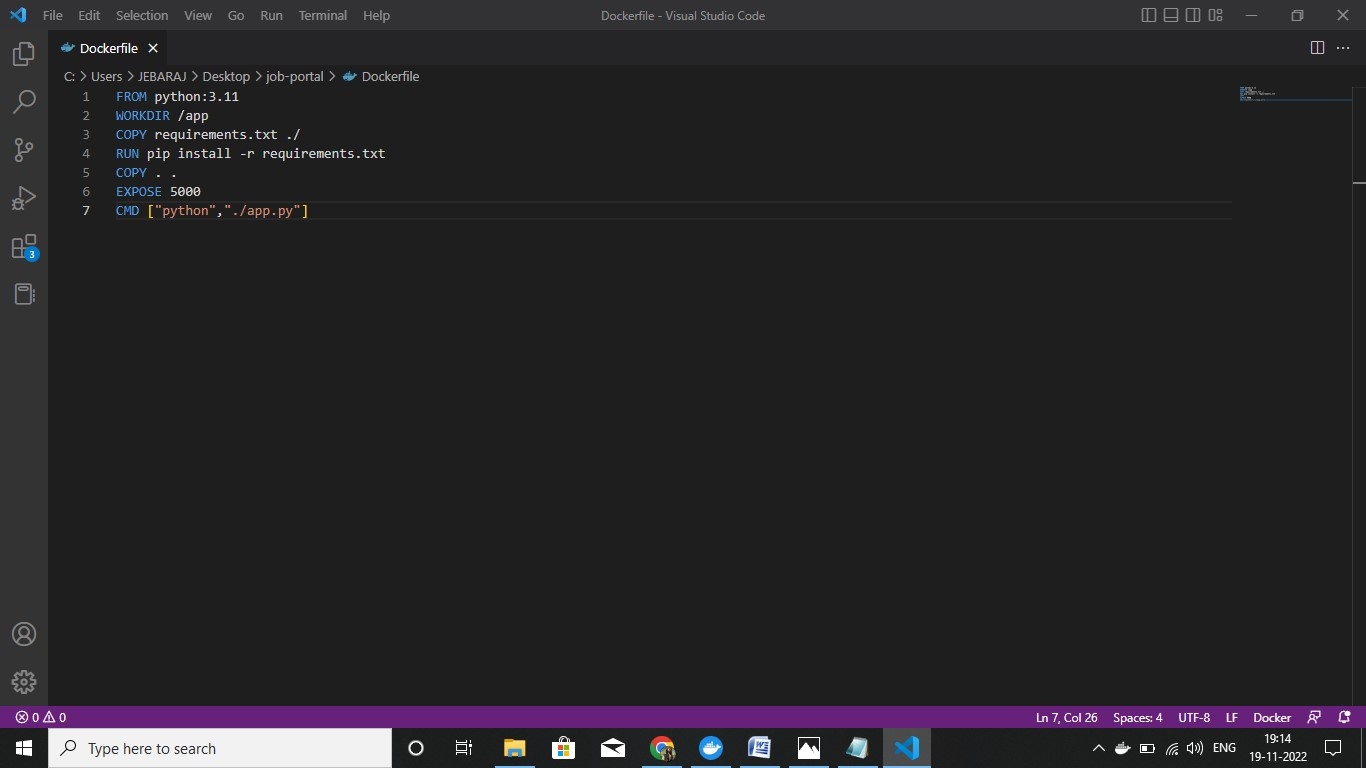 File Edit Selection View Go Run Terminal Help Dockerfile - Visual Studio Code
Dockerfile
C: > Users > JEBARAJ > Desktop > job-portal > Dockerfile
1 FROM python:3.11
2 WORKDIR /app
3 COPY requirements.txt ./
4 RUN pip install -r requirements.txt
5 COPY . .
6 EXPOSE 5000
7 CMD ["python","./app.py"]
3
0 0 Ln 7, Col 26 Spaces: 4 UTF-8 LF Docker
Type here to search ENG 19:14
19-11-2022